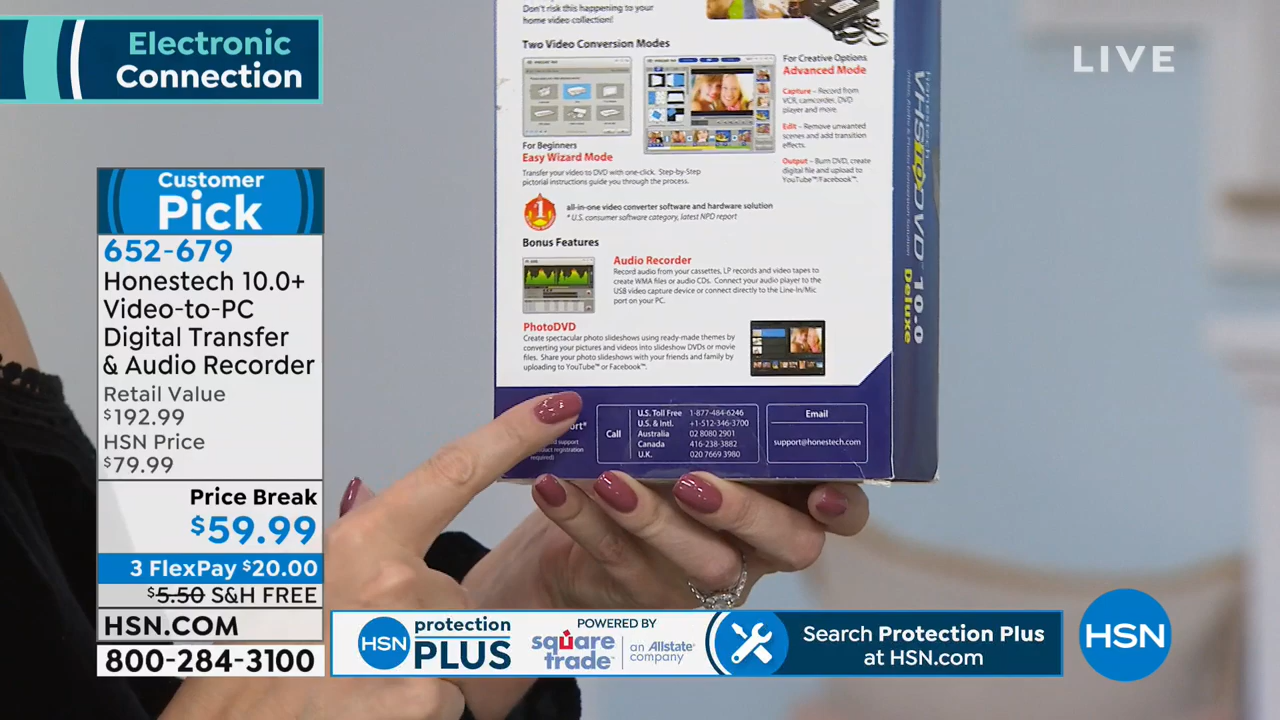 Electronic
Connection
LIVE
Customer
Pick
652-679
Honestech 10.0+
Video-to-PC
Digital Transfer
& Audio Recorder
Retail Value
$192.99
HSN Price
$79.99
Price Break
$59.99
3 FlexPay $20.00
$5.50 S&H FREE
HSN.COM
800-284-3100
Don't risk this happening to your
home video collection!
Two Video Conversion Modes
For Creative Options
Advanced Mode
Capture – Record from
VCR, camcorder, DVD
player and more.
Edit – Remove unwanted
scenes and add transition
effects.
Output – Burn DVD, create
digital file and upload to
YouTube™/Facebook™.
For Beginners
Easy Wizard Mode
Transfer your video to DVD with one-click. Step-by-Step
pictorial instructions guide you through the process.
1
all-in-one video converter software and hardware solution
* U.S. consumer software category, latest NPD report
Bonus Features
Audio Recorder
Record audio from your cassettes, LP records and video tapes to
create WMA files or audio CDs. Connect your audio player to the
USB video capture device or connect directly to the Line-In/Mic
port on your PC.
PhotoDVD
Create spectacular photo slideshows using ready-made themes by
converting your pictures and videos into slideshow DVDs or movie
files. Share your photo slideshows with your friends and family by
uploading to YouTube™ or Facebook™.
support
registration
required)
Call
U.S. Toll Free 1-877-484-6246
U.S. & Intl. +1-512-346-3700
Australia 02 8080 2901
Canada 416-238-3882
U.K. 020 7669 3980
Email
support@honestech.com
honestech
VHS to DVD™ 10.0
Deluxe
HSN
protection
PLUS
POWERED BY
square
trade
an Allstate
company
Search Protection Plus
at HSN.com
HSN